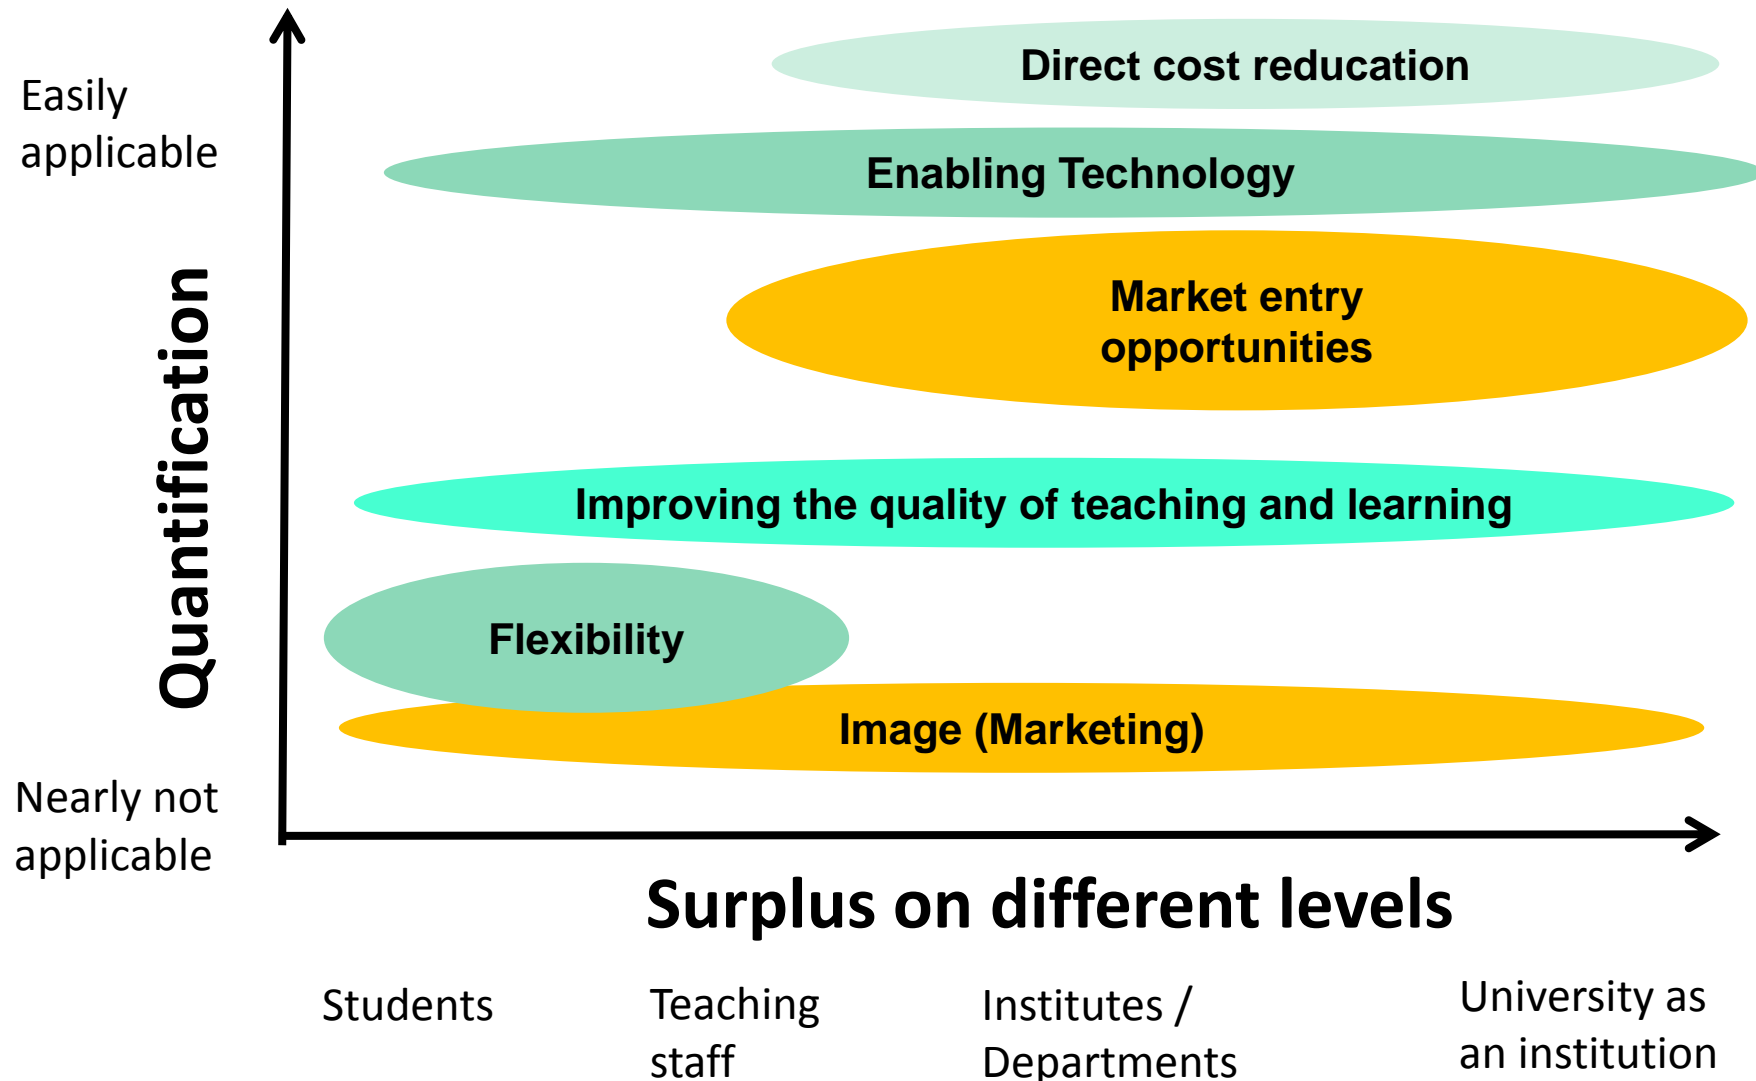 Direct cost reducation
Easily
applicable
Enabling Technology
Market entry
opportunities
Quantification
Improving the quality of teaching and learning
Flexibility
Image (Marketing)
Nearly not
applicable
Surplus on different levels
Students
Teaching
staff
Institutes /
Departments
University as
an institution